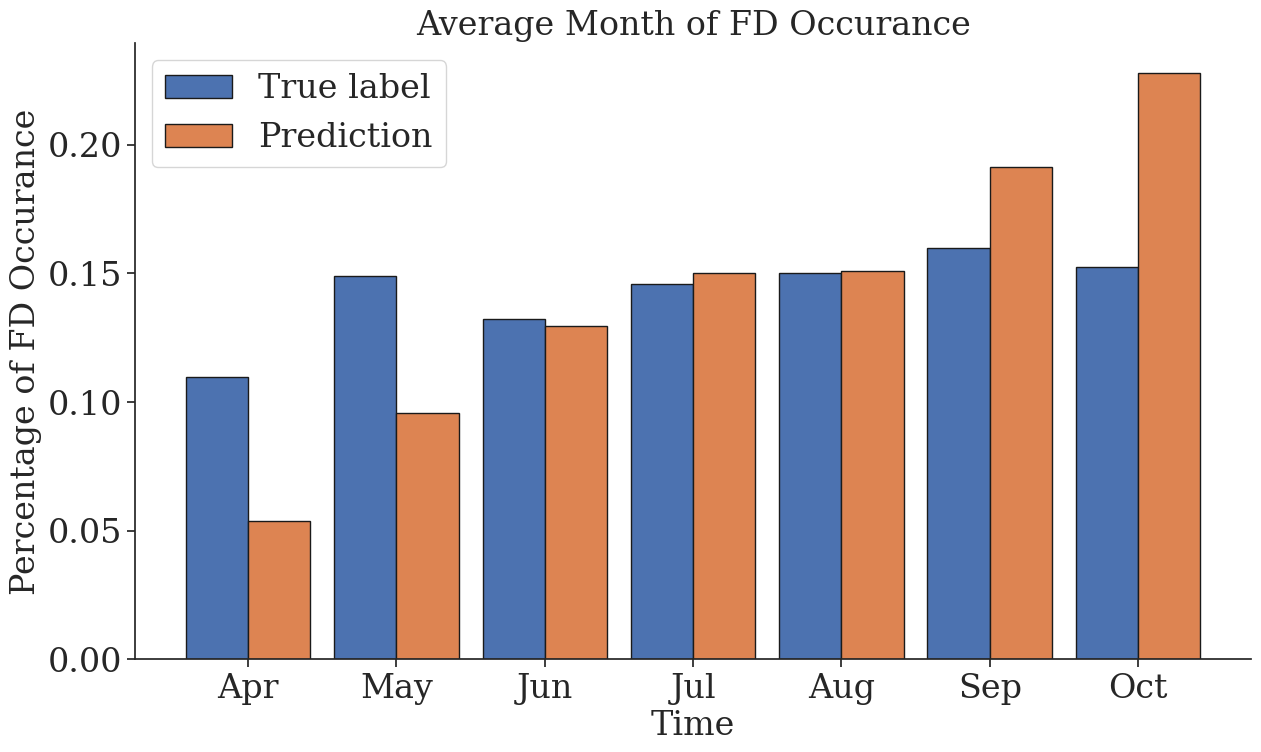 Average Month of FD Occurance
True label
Prediction
Percentage of FD Occurance
0.20
0.15
0.10
0.05
0.00
Apr May Jun Jul Aug Sep Oct
Time